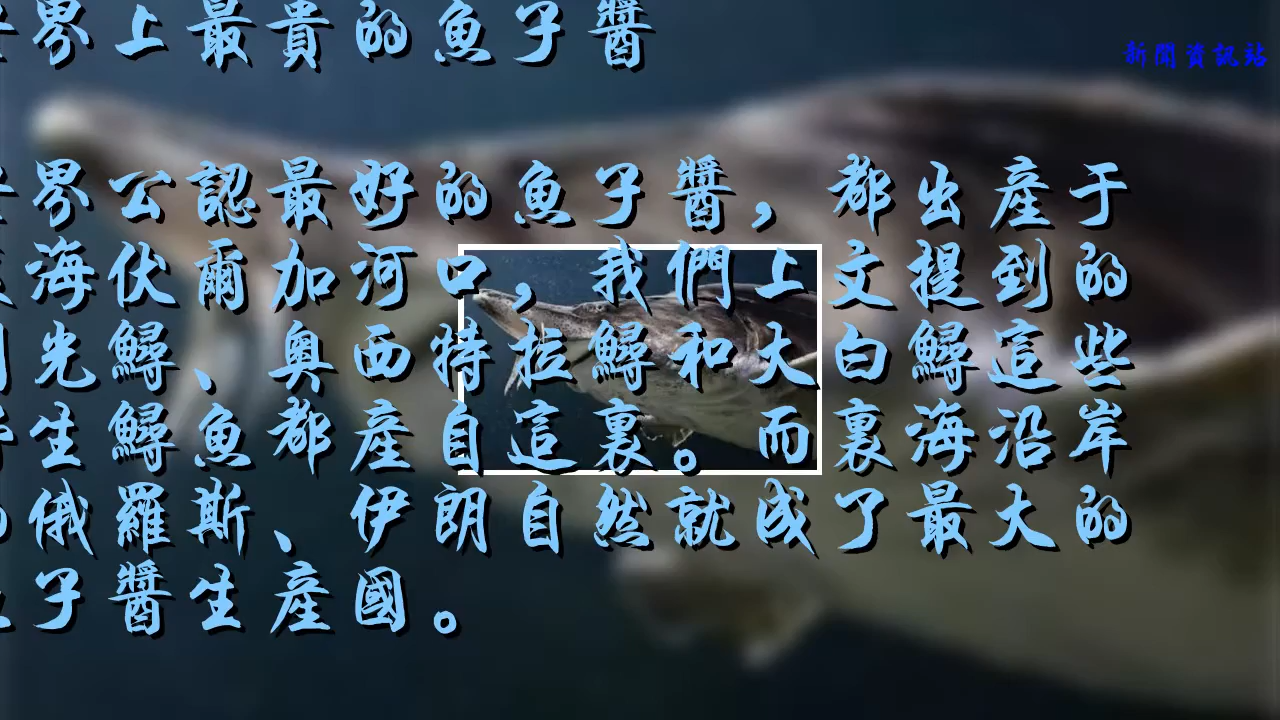 界上最貴的魚子醬
新聞資訊站
界公認最好的魚子醬，都出產于
海伏爾加河口，我們上文提到的
光鱘、奧西特拉鱘和大白鱘這些
生鱘魚都產自這裏。而裏海沿岸
俄羅斯、伊朗自然就成了最大的
子醬生產國。